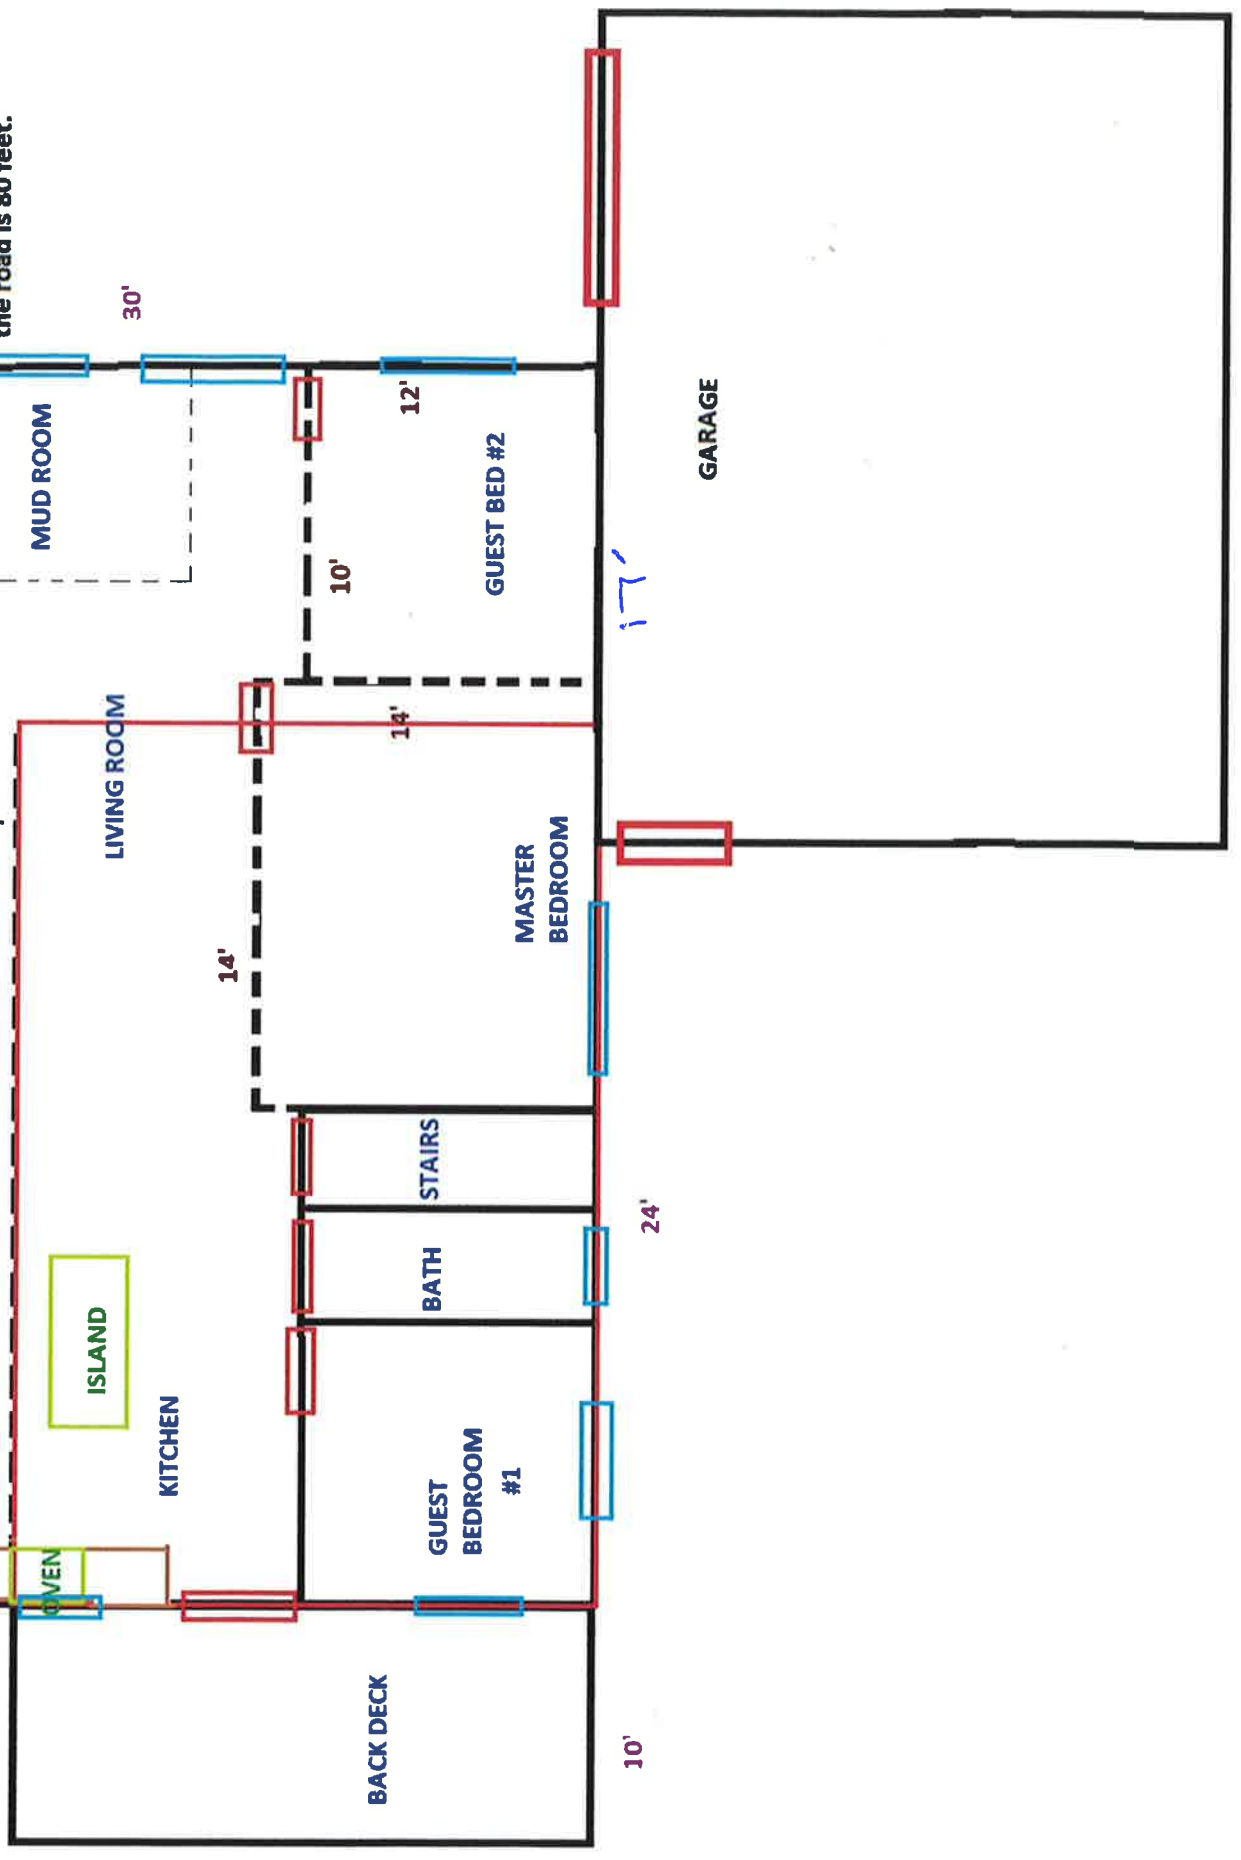 the road is 80 feet.
OVEN
MUD ROOM
ISLAND
LIVING ROOM
30'
KITCHEN
14'
10'
BACK DECK
14'
12'
STAIRS
BATH
GUEST
BEDROOM
#1
GUEST BED #2
MASTER
BEDROOM
10'
24'
17'
GARAGE